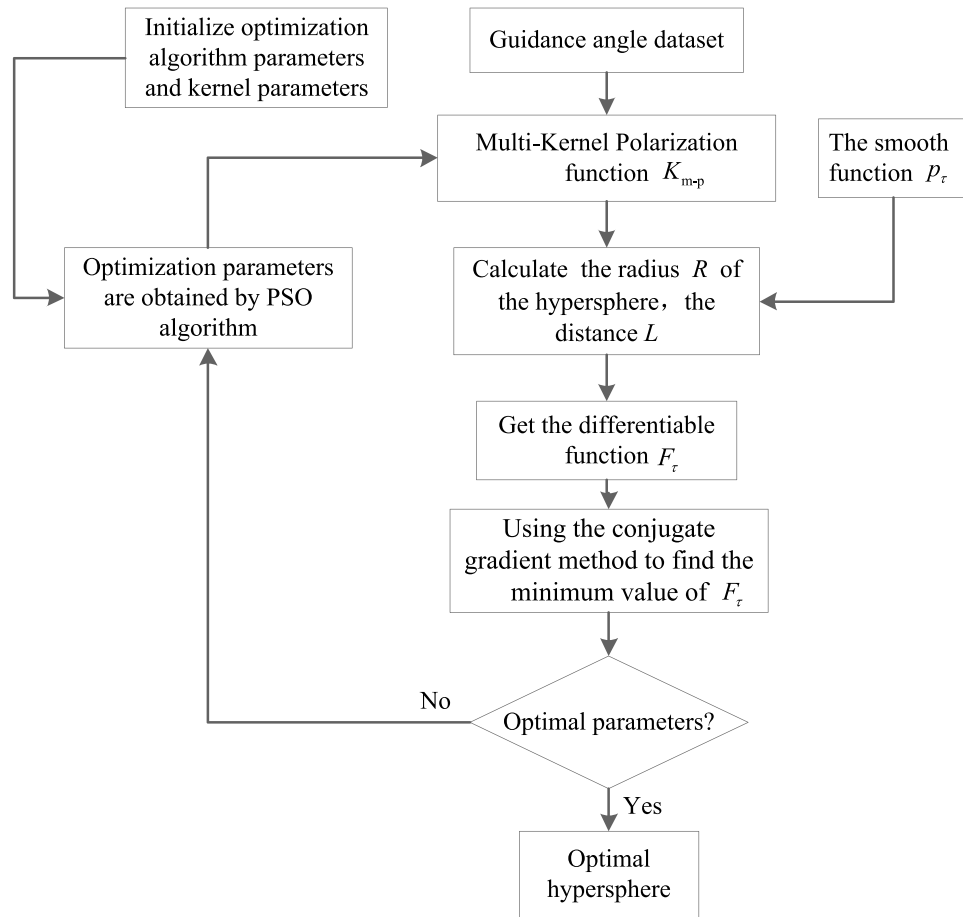 Initialize optimization
algorithm parameters
and kernel parameters
Guidance angle dataset
Multi-Kernel Polarization
function K_m-p
The smooth
function p_τ
Optimization parameters
are obtained by PSO
algorithm
Calculate the radius R of
the hypersphere，the
distance L
Get the differentiable
function F_τ
Using the conjugate
gradient method to find the
minimum value of F_τ
No
Optimal parameters?
Yes
Optimal
hypersphere